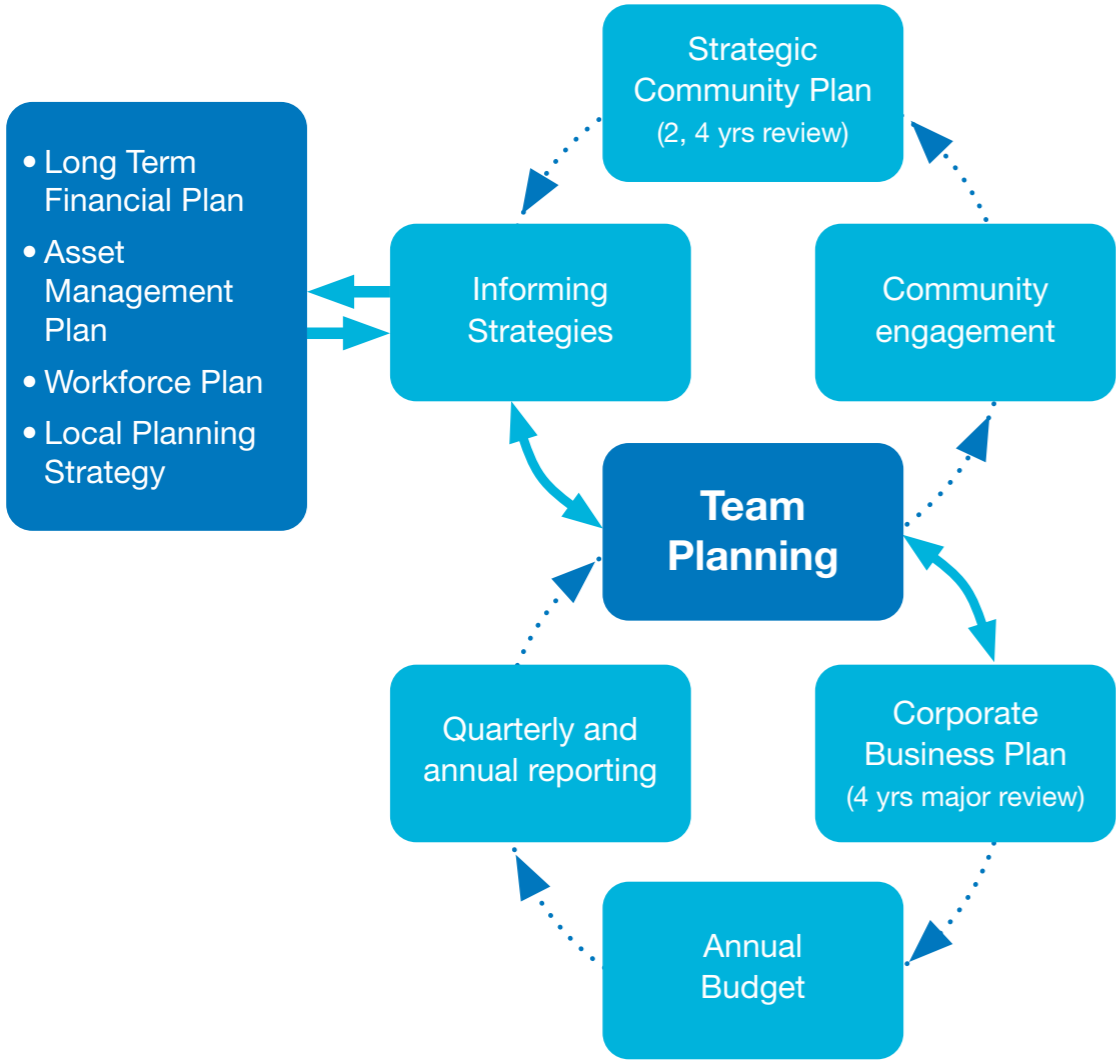 Strategic
Community Plan
(2, 4 yrs review)
• Long Term
Financial Plan
• Asset
Management
Plan
• Workforce Plan
• Local Planning
Strategy
Informing
Strategies
Community
engagement
Team
Planning
Quarterly and
annual reporting
Corporate
Business Plan
(4 yrs major review)
Annual
Budget